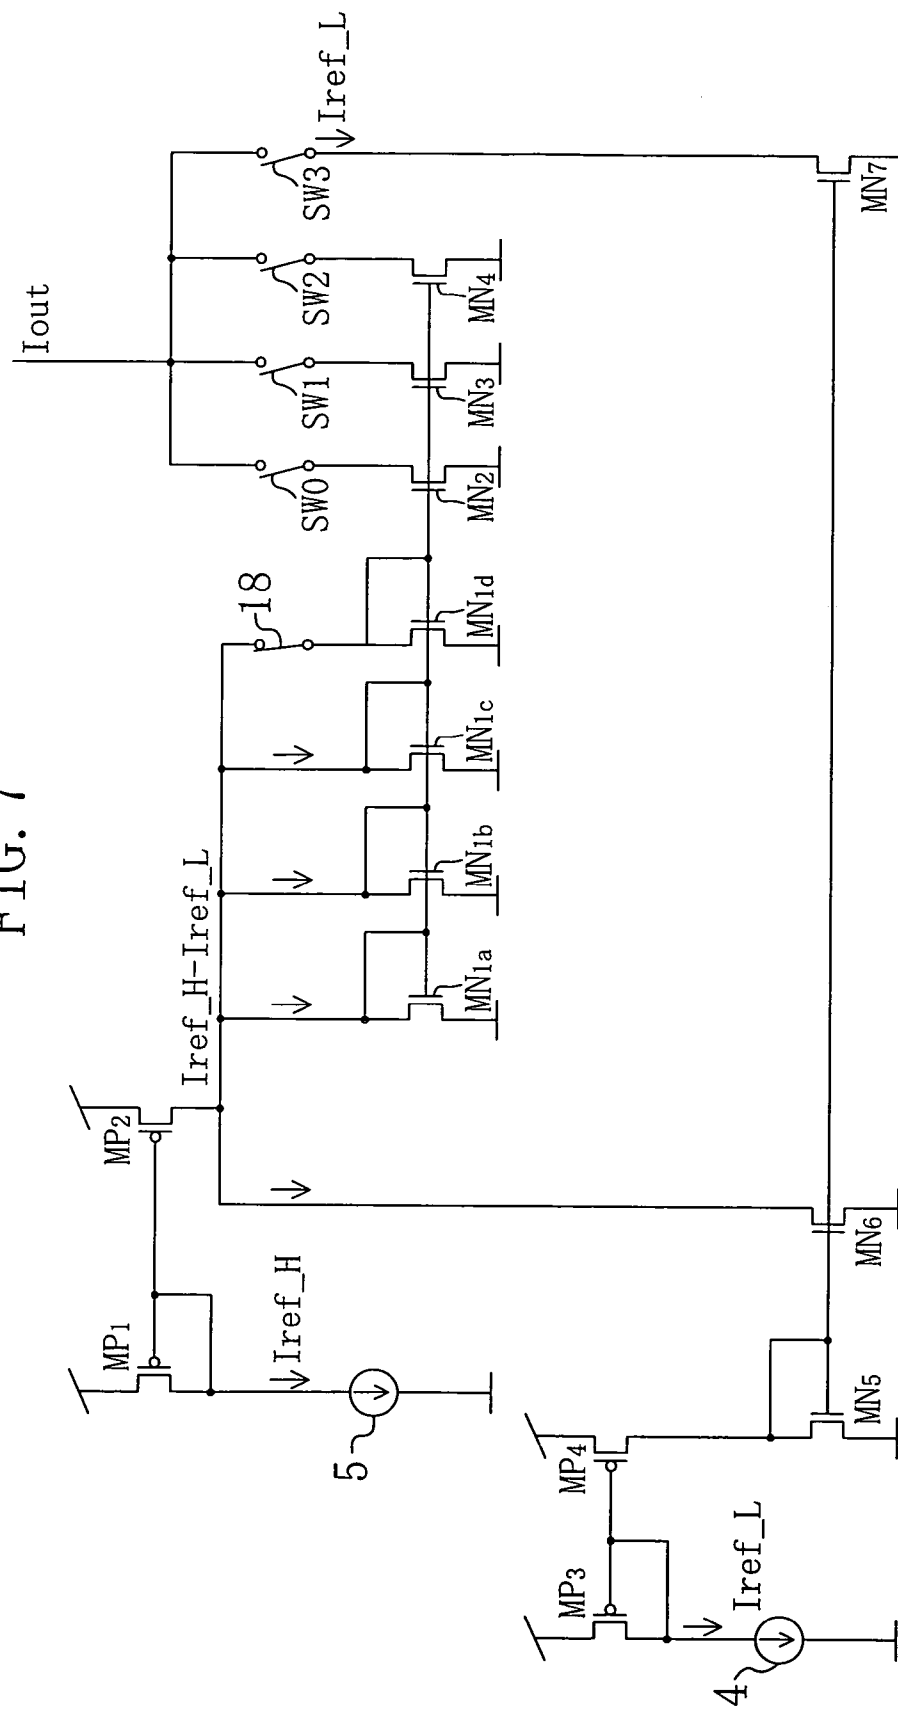 FIG. 7
Iout
Iref_H-Iref_L
MP1
MP2
Iref_H
5
18
SW0
SW1
SW2
SW3
Iref_L
MN1a
MN1b
MN1c
MN1d
MN2
MN3
MN4
MP3
MP4
Iref_L
4
MN5
MN6
MN7